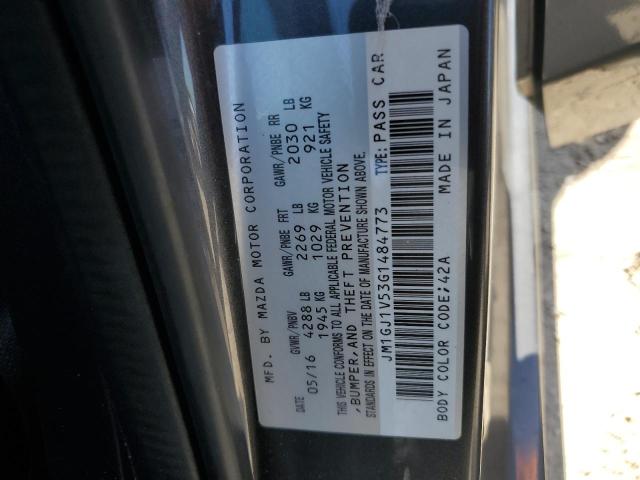 MFD. BY MAZDA MOTOR CORPORATION
DATE GVWR/PNBV GAWR/PNBE FRT GAWR/PNBE RR
05/16 4288 LB 2269 LB 2030 LB
1945 KG 1029 KG 921 KG
THIS VEHICLE CONFORMS TO ALL APPLICABLE FEDERAL MOTOR VEHICLE SAFETY
,BUMPER,AND THEFT PREVENTION
STANDARDS IN EFFECT ON THE DATE OF MANUFACTURE SHOWN ABOVE.
JM1GJ1V53G1484773 TYPE: PASS CAR
BODY COLOR CODE:42A MADE IN JAPAN